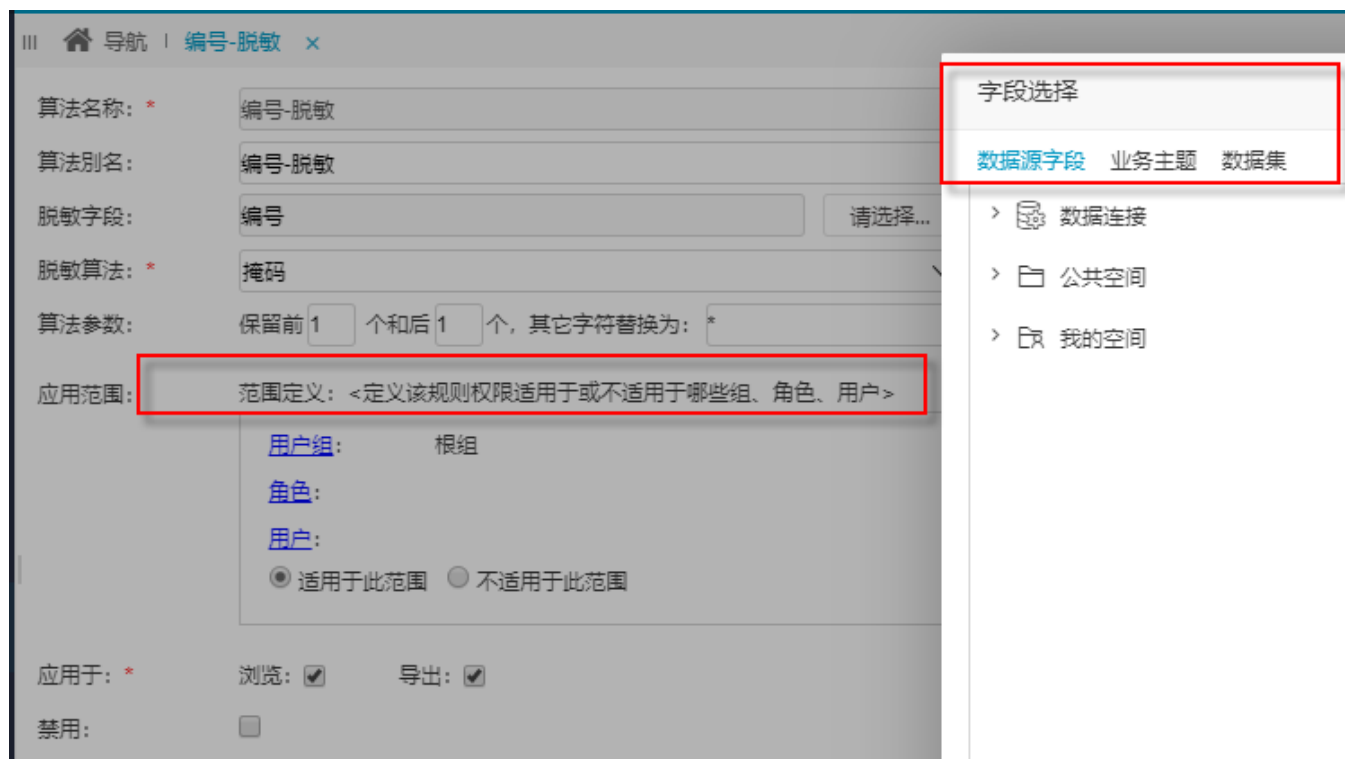 导航 编号-脱敏 ×
算法名称: * 编号-脱敏
算法别名: 编号-脱敏
脱敏字段: 编号 请选择...
脱敏算法: * 掩码
算法参数: 保留前 1 个和后 1 个, 其它字符替换为: *
应用范围: 范围定义: <定义该规则权限适用于或不适用于哪些组、角色、用户>
用户组: 根组
角色:
用户:
适用于此范围 不适用于此范围
应用于: * 浏览: 导出:
禁用:
字段选择
数据源字段 业务主题 数据集
数据连接
公共空间
我的空间